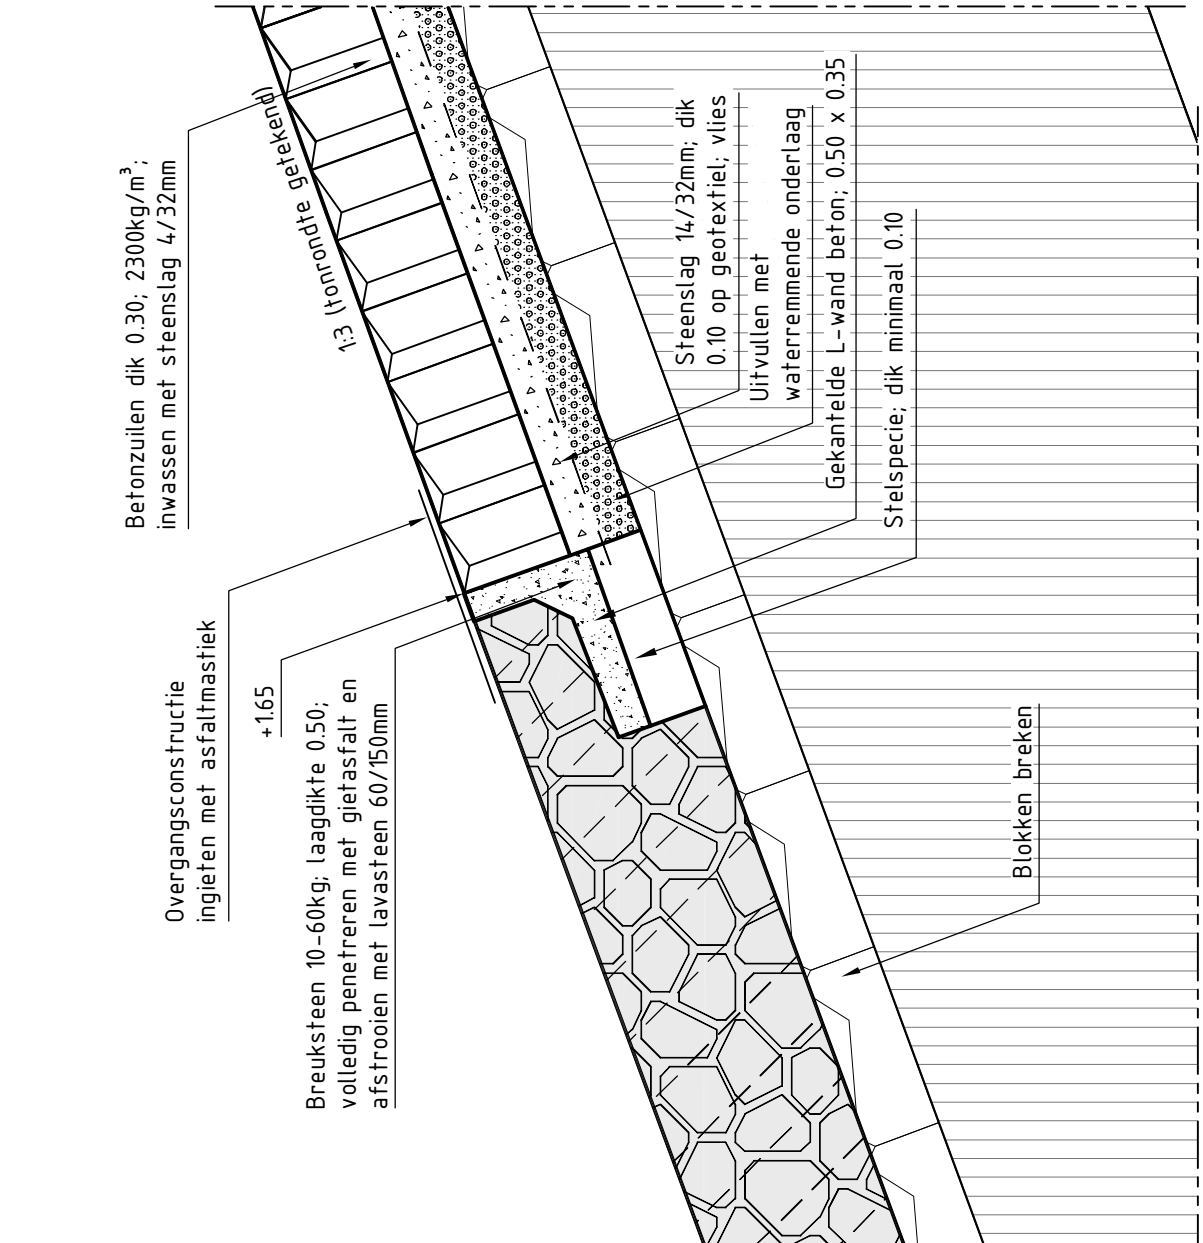 Betonzuilen dik 0.30; 2300kg/m³;
inwassen met steenslag 4/32mm
1:3 (tonrondte getekend)
Overgangsconstructie
ingieten met asfaltmastiek
+1.65
Breuksteen 10-60kg; laagdikte 0.50;
volledig penetreren met gietasfalt en
afstrooien met lavasteen 60/150mm
Steenslag 14/32mm; dik
0.10 op geotextiel; vlies
Uitvullen met
waterremmende onderlaag
Gekantelde L-wand beton; 0.50 x 0.35
Stelspecie; dik minimaal 0.10
Blokken breken